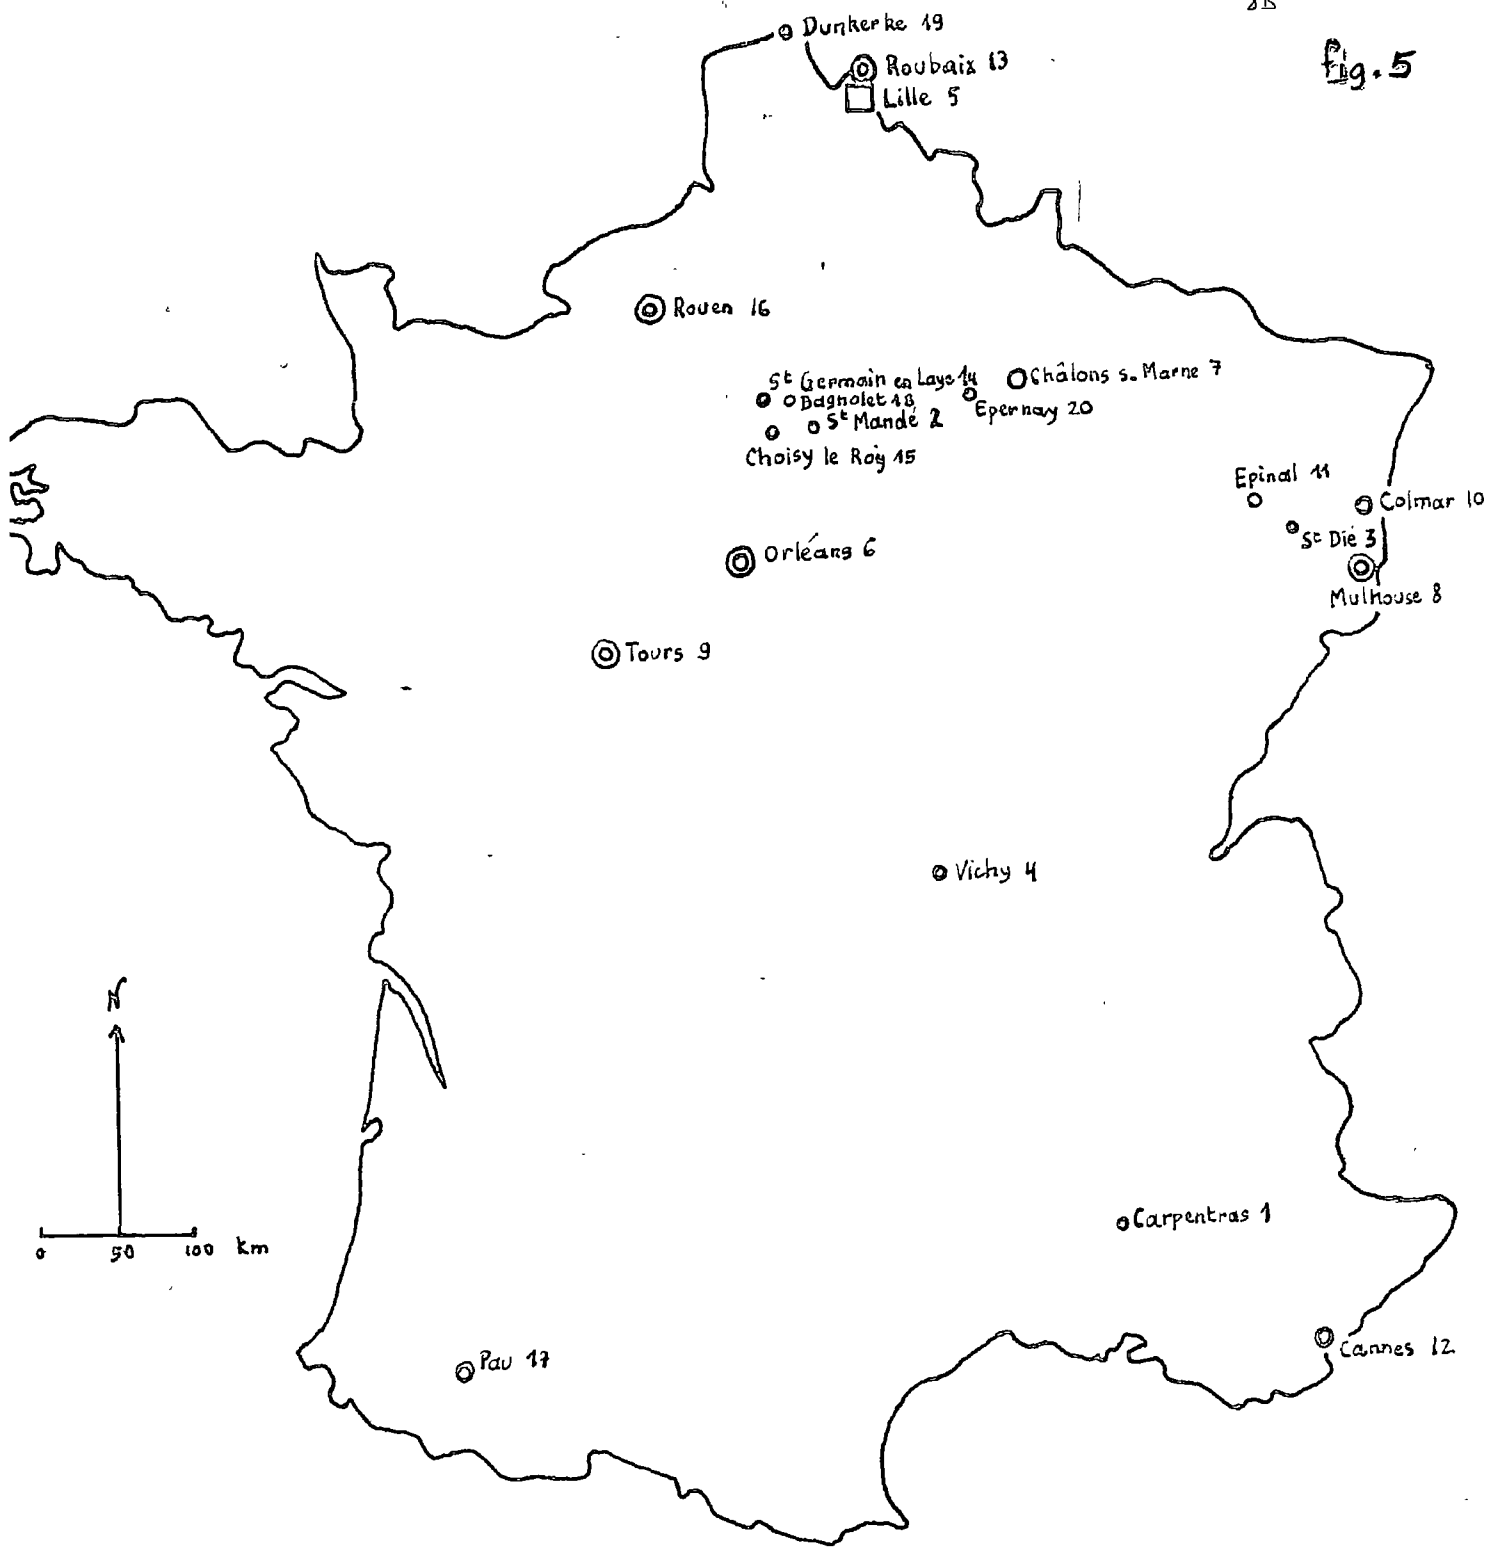 fig. 5
Dunkerke 19
Roubaix 13
Lille 5
Rouen 16
St Germain en Laye 14
Châlons s. Marne 7
Bagnolet 18
Epernay 20
St Mandé 2
Choisy le Roy 15
Epinal 11
Colmar 10
St Dié 3
Orléans 6
Mulhouse 8
Tours 9
Vichy 4
N
Carpentras 1
0 50 100 km
Cannes 12
Pau 17